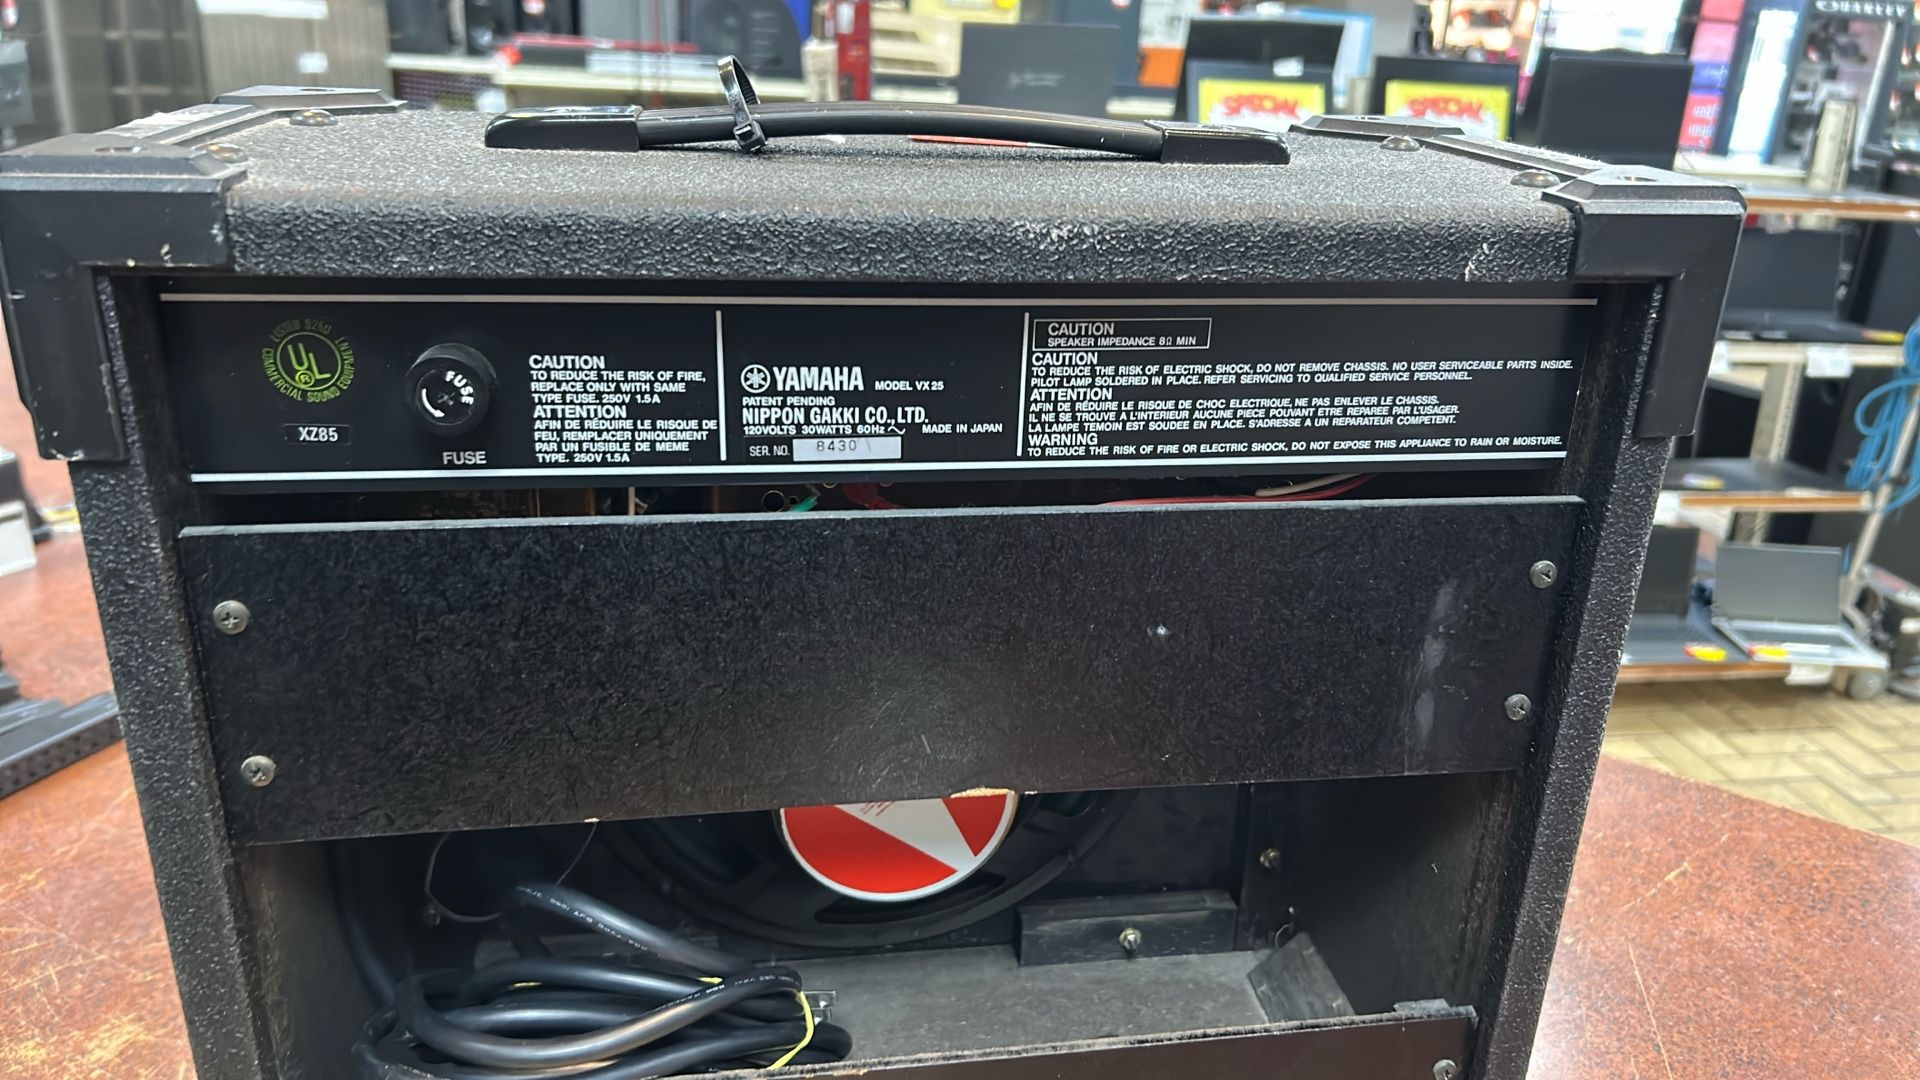 SPECIAL
SPECIAL
OAKLEY
LISTED 926U
UL
®
COMMERCIAL SOUND EQUIPMENT
XZ85
FUSE
FUSE
CAUTION
TO REDUCE THE RISK OF FIRE,
REPLACE ONLY WITH SAME
TYPE FUSE. 250V 1.5A
ATTENTION
AFIN DE RÉDUIRE LE RISQUE DE
FEU, REMPLACER UNIQUEMENT
PAR UN FUSIBLE DE MEME
TYPE. 250V 1.5A
YAMAHA MODEL VX25
PATENT PENDING
NIPPON GAKKI CO., LTD.
120VOLTS 30WATTS 60Hz MADE IN JAPAN
SER. NO. 8430
CAUTION
SPEAKER IMPEDANCE 8Ω MIN
CAUTION
TO REDUCE THE RISK OF ELECTRIC SHOCK, DO NOT REMOVE CHASSIS. NO USER SERVICEABLE PARTS INSIDE.
PILOT LAMP SOLDERED IN PLACE. REFER SERVICING TO QUALIFIED SERVICE PERSONNEL.
ATTENTION
AFIN DE RÉDUIRE LE RISQUE DE CHOC ELECTRIQUE, NE PAS ENLEVER LE CHASSIS.
IL NE SE TROUVE A L'INTERIEUR AUCUNE PIECE POUVANT ETRE REPAREE PAR L'USAGER.
LA LAMPE TEMOIN EST SOUDEE EN PLACE. S'ADRESSE A UN REPARATEUR COMPETENT.
WARNING
TO REDUCE THE RISK OF FIRE OR ELECTRIC SHOCK, DO NOT EXPOSE THIS APPLIANCE TO RAIN OR MOISTURE.